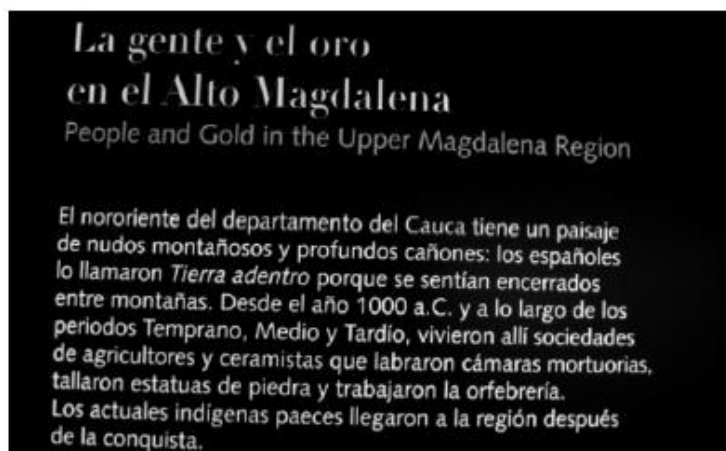 La gente y el oro
en el Alto Magdalena
People and Gold in the Upper Magdalena Region
El nororiente del departamento del Cauca tiene un paisaje
de nudos montañosos y profundos cañones: los españoles
lo llamaron Tierra adentro porque se sentían encerrados
entre montañas. Desde el año 1000 a.C. y a lo largo de los
periodos Temprano, Medio y Tardío, vivieron allí sociedades
de agricultores y ceramistas que labraron cámaras mortuorias,
tallaron estatuas de piedra y trabajaron la orfebrería.
Los actuales indígenas paeces llegaron a la región después
de la conquista.